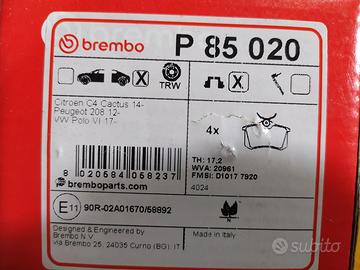 brembo P 85 020
X TRW X
Citroen C4 Cactus 14-
Peugeot 208 12-
VW Polo VI 17-
4x
TH: 17.2
WVA: 20961
FMSI: D1017 7920
4024
8 020584 058237
bremboparts.com
E11 90R-02A01670/58892
N
Designed & Engineered by
Brembo N.V.
Via Brembo 25, 24035 Curno (BG), IT
Made in Italy
subito